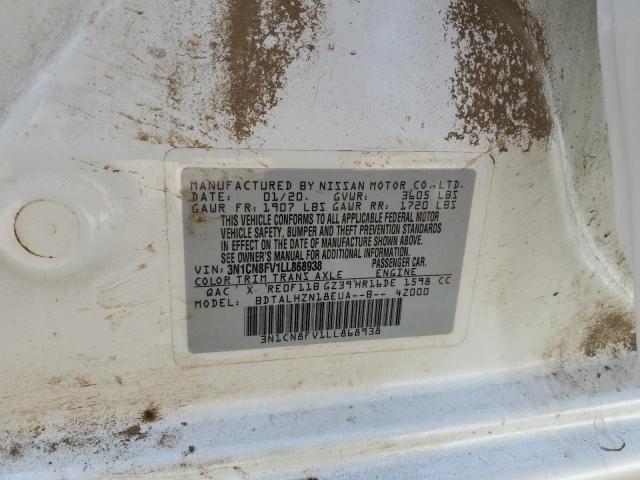 MANUFACTURED BY NISSAN MOTOR CO.,LTD.
DATE: 01/20. GVWR: 3605 LBS
GAWR FR: 1907 LBS GAWR RR: 1720 LBS
THIS VEHICLE CONFORMS TO ALL APPLICABLE FEDERAL MOTOR
VEHICLE SAFETY, BUMPER AND THEFT PREVENTION STANDARDS
IN EFFECT ON THE DATE OF MANUFACTURE SHOWN ABOVE.
SEE OWNER'S MANUAL FOR ADDITIONAL INFORMATION.
VIN: 3N1CN8FV1LL868938 PASSENGER CAR.
COLOR TRIM TRANS AXLE ENGINE
QAC X RE0F11B GZ39 HR16DE 1598 CC
MODEL: BDTALHZN18EUA--B-- 4Z000
3N1CN8FV1LL868938